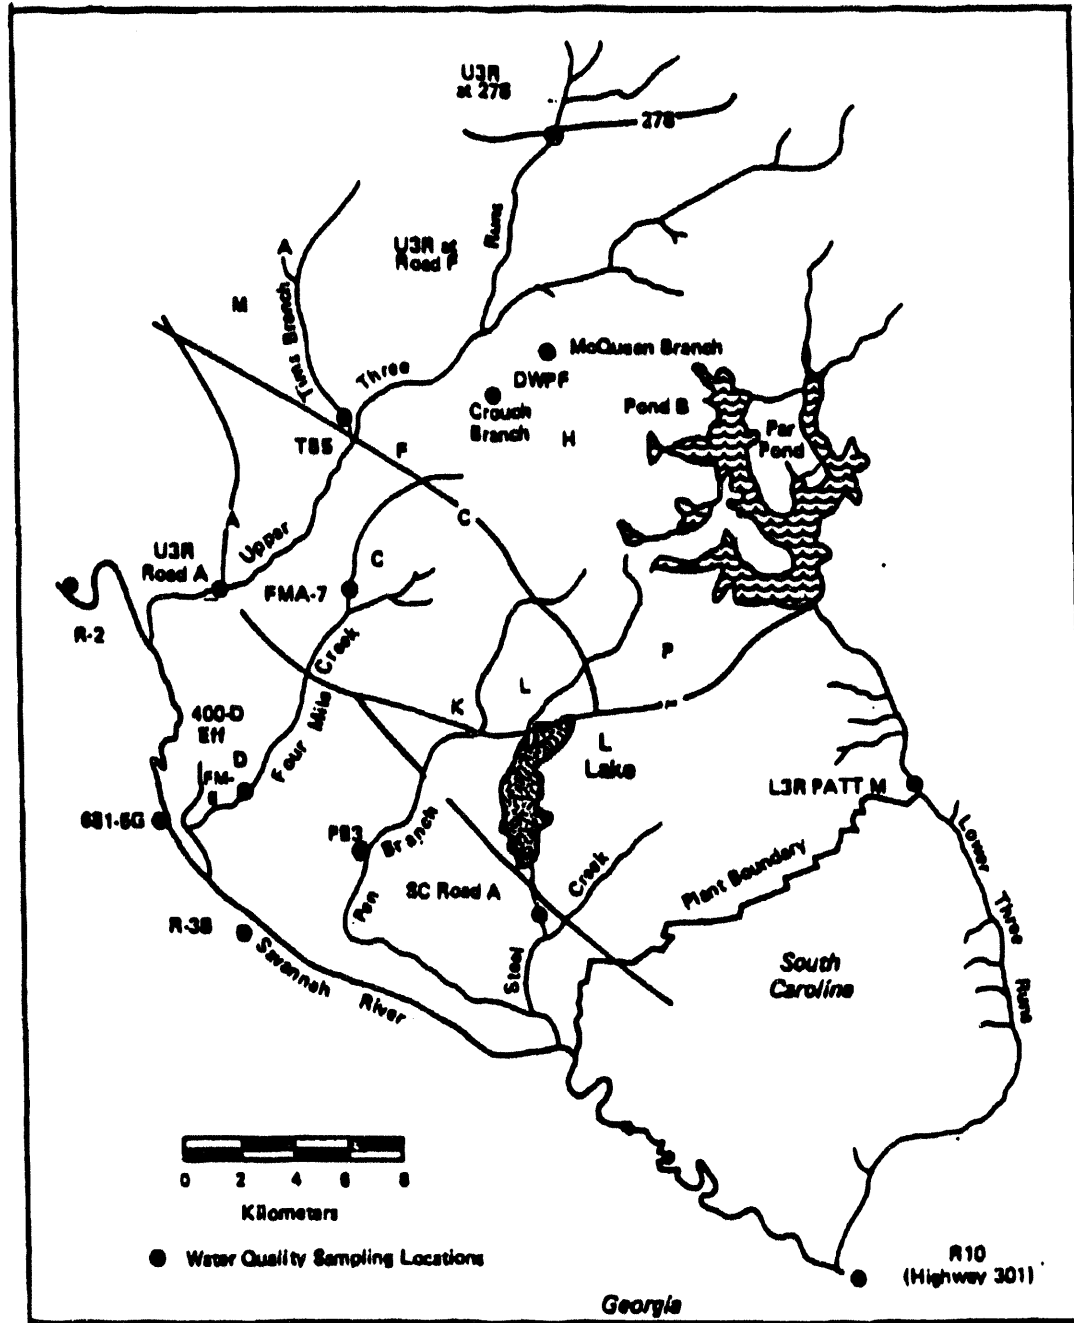 U3R
at 278
278
A
U3R at
Road F
Runs
M
Tims Branch
Three
McQueen Branch
DWPF
Crouch
Branch
H
Pond B
Par
Pond
TB5
F
C
A
Upper
U3R
Road A
C
FMA-7
R-2
Four Mile Creek
P
L
K
400-D
Eff
D
FM-
L
Lake
L3R PATT M
681-5G
PB3
Pen Branch
SC Road A
Steel Creek
Plant Boundary
Lower Three Runs
R-3B
Savannah River
South
Carolina
0 2 4 6 8
Kilometers
Water Quality Sampling Locations
R10
(Highway 301)
Georgia